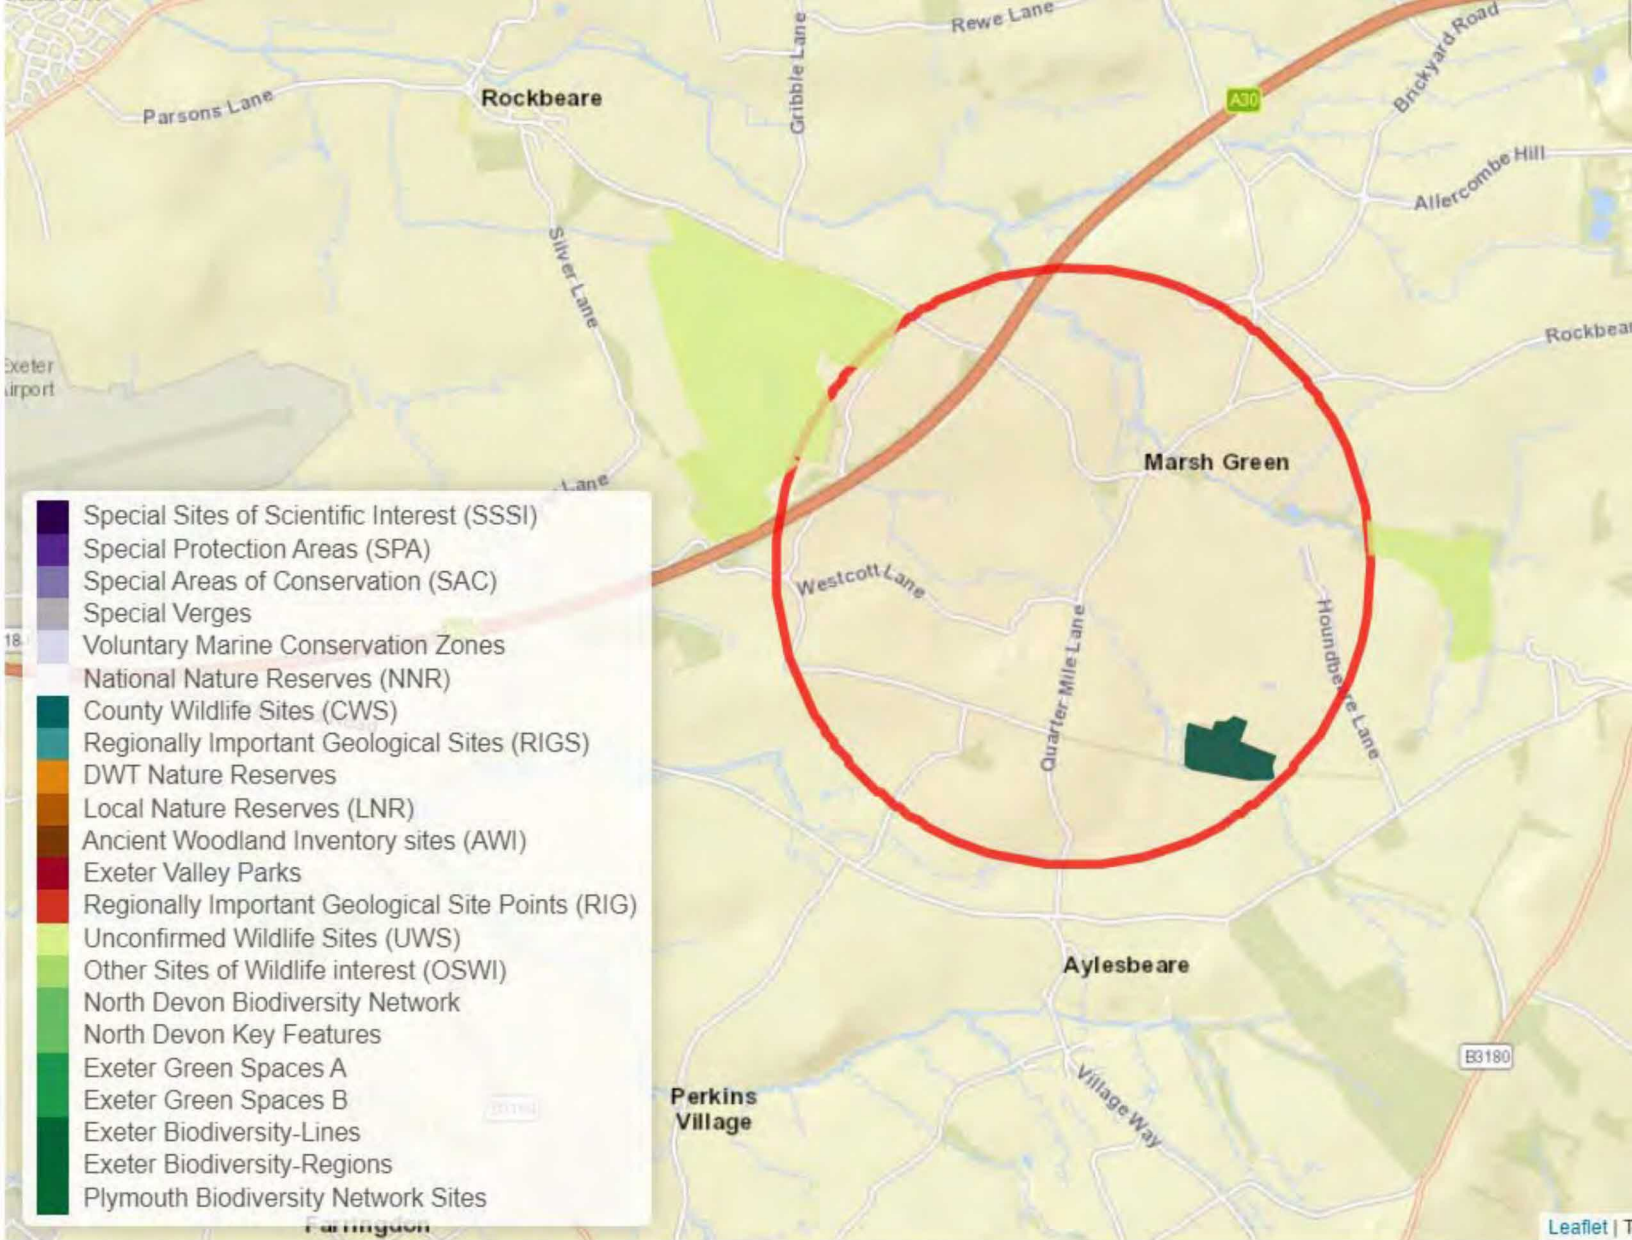 Rewe Lane
Brickyard Road
Gribble Lane
Parsons Lane
Rockbeare
A30
Allercombe Hill
Silver Lane
Exeter
Airport
Marsh Green
Lane
Westcott Lane
Houndbeare Lane
Quarter Mile Lane
Special Sites of Scientific Interest (SSSI)
Special Protection Areas (SPA)
Special Areas of Conservation (SAC)
Special Verges
Voluntary Marine Conservation Zones
National Nature Reserves (NNR)
County Wildlife Sites (CWS)
Regionally Important Geological Sites (RIGS)
DWT Nature Reserves
Local Nature Reserves (LNR)
Ancient Woodland Inventory sites (AWI)
Exeter Valley Parks
Regionally Important Geological Site Points (RIG)
Unconfirmed Wildlife Sites (UWS)
Other Sites of Wildlife interest (OSWI)
North Devon Biodiversity Network
North Devon Key Features
Exeter Green Spaces A
Exeter Green Spaces B
Exeter Biodiversity-Lines
Exeter Biodiversity-Regions
Plymouth Biodiversity Network Sites
Aylesbeare
B3180
Perkins
Village
Village Way
Farringdon
Leaflet | T